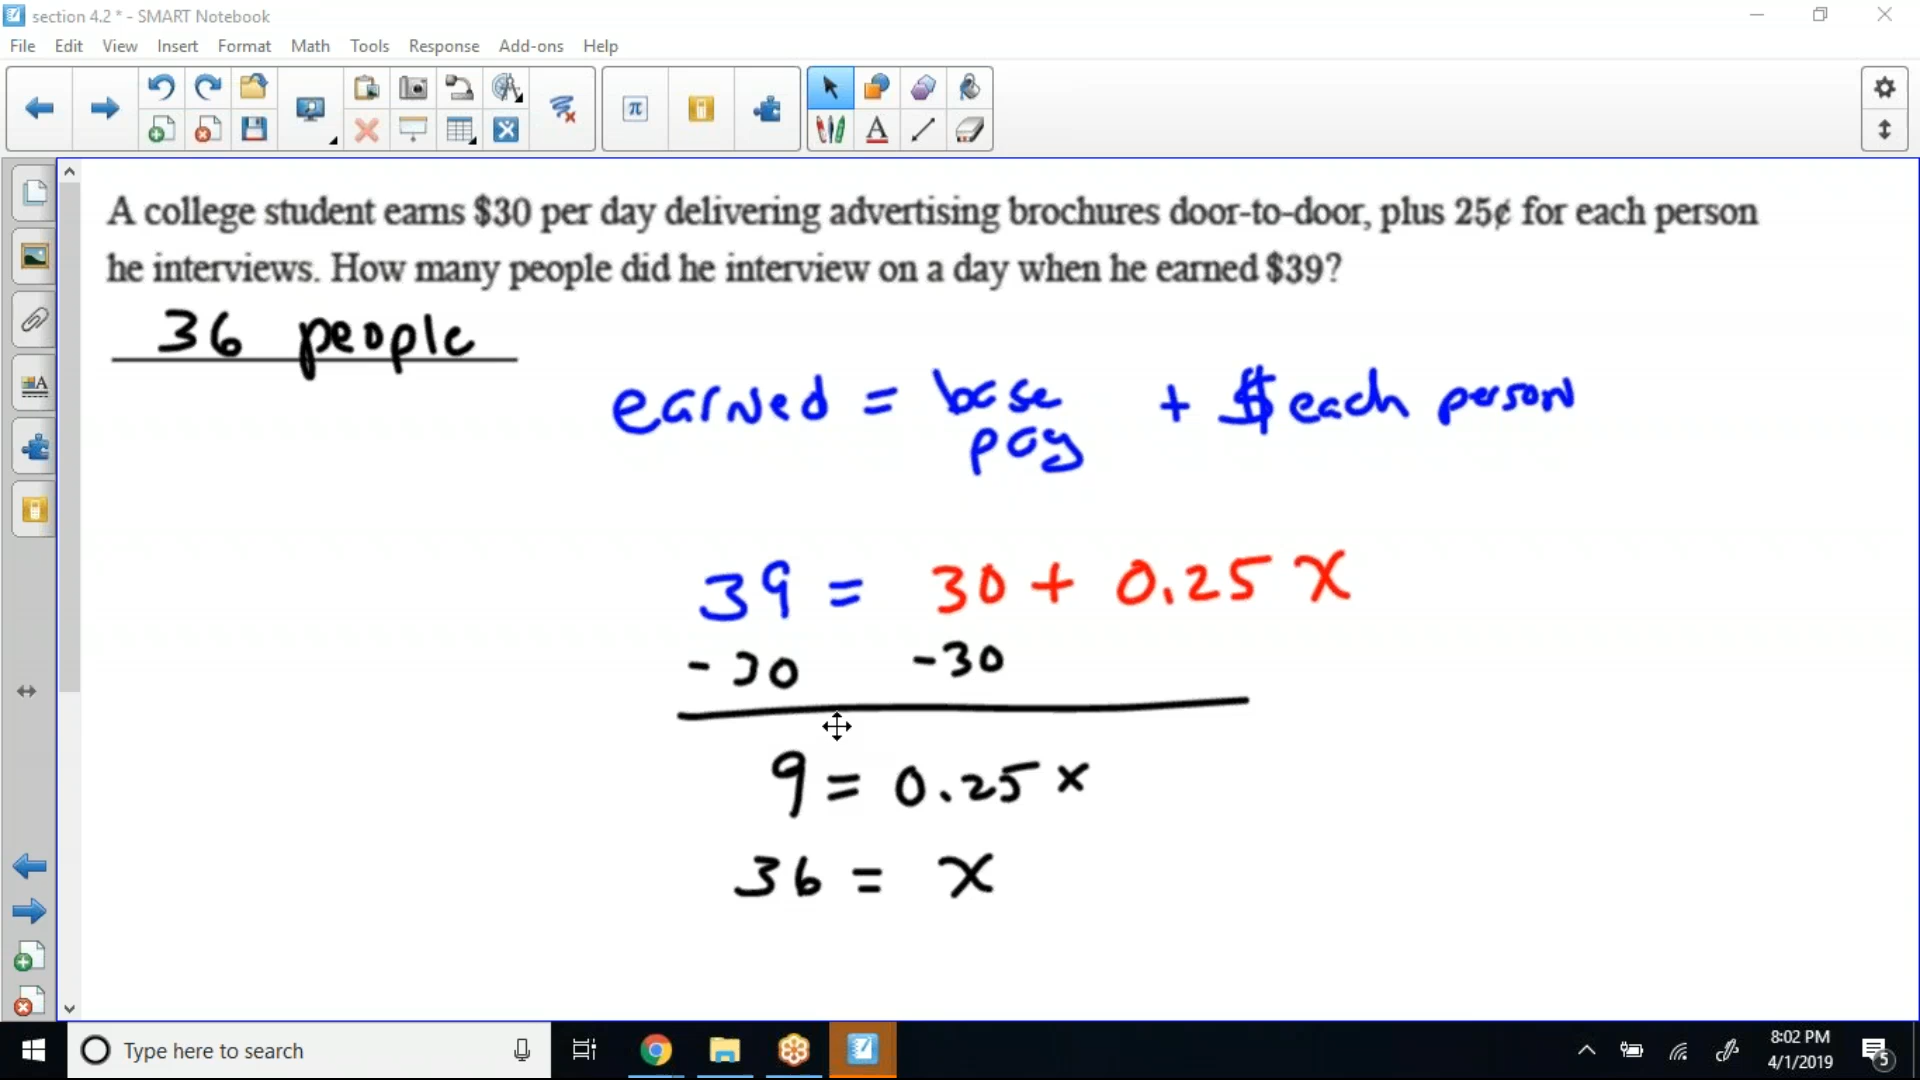 section 4.2 * - SMART Notebook
File Edit View Insert Format Math Tools Response Add-ons Help
A college student earns $30 per day delivering advertising brochures door-to-door, plus 25¢ for each person
he interviews. How many people did he interview on a day when he earned $39?
36 people
earned = base pay + $ each person
39 = 30 + 0.25 x
- 30 -30
9 = 0.25 x
36 = x
Type here to search
8:02 PM
4/1/2019
5